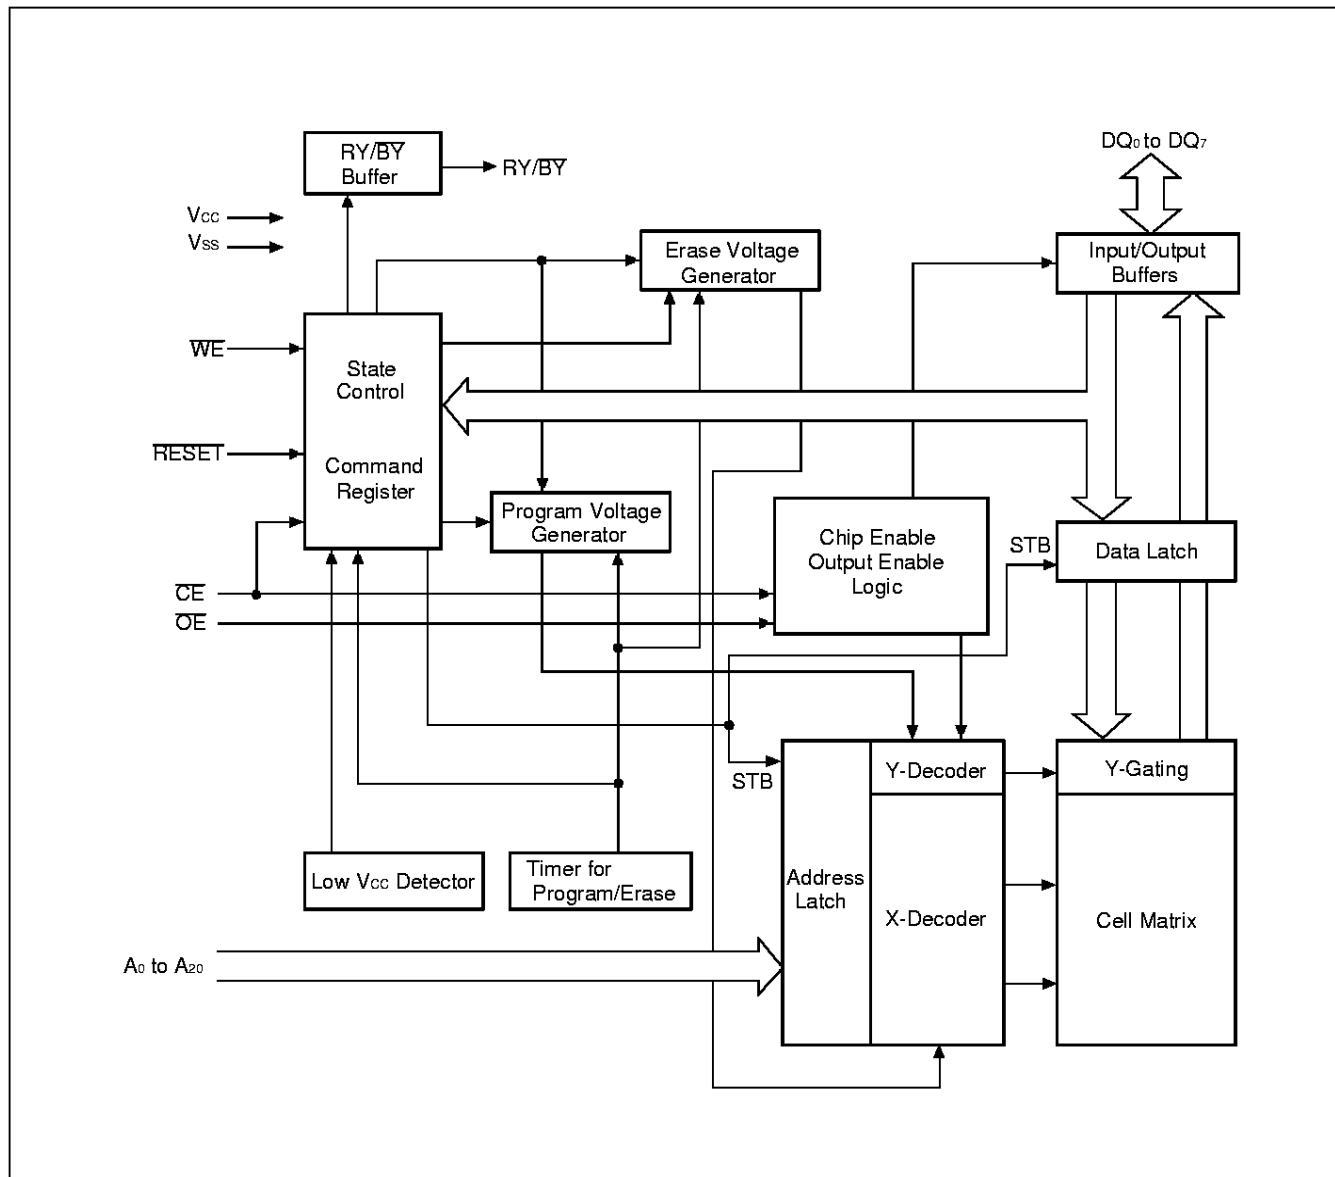 RY/BY
Buffer
RY/BY
DQ0 to DQ7
VCC
VSS
Erase Voltage
Generator
Input/Output
Buffers
WE
State
Control
RESET
Command
Register
Program Voltage
Generator
Chip Enable
Output Enable
Logic
STB
Data Latch
CE
OE
STB
Y-Decoder
Y-Gating
Low VCC Detector
Timer for
Program/Erase
Address
Latch
X-Decoder
Cell Matrix
A0 to A20